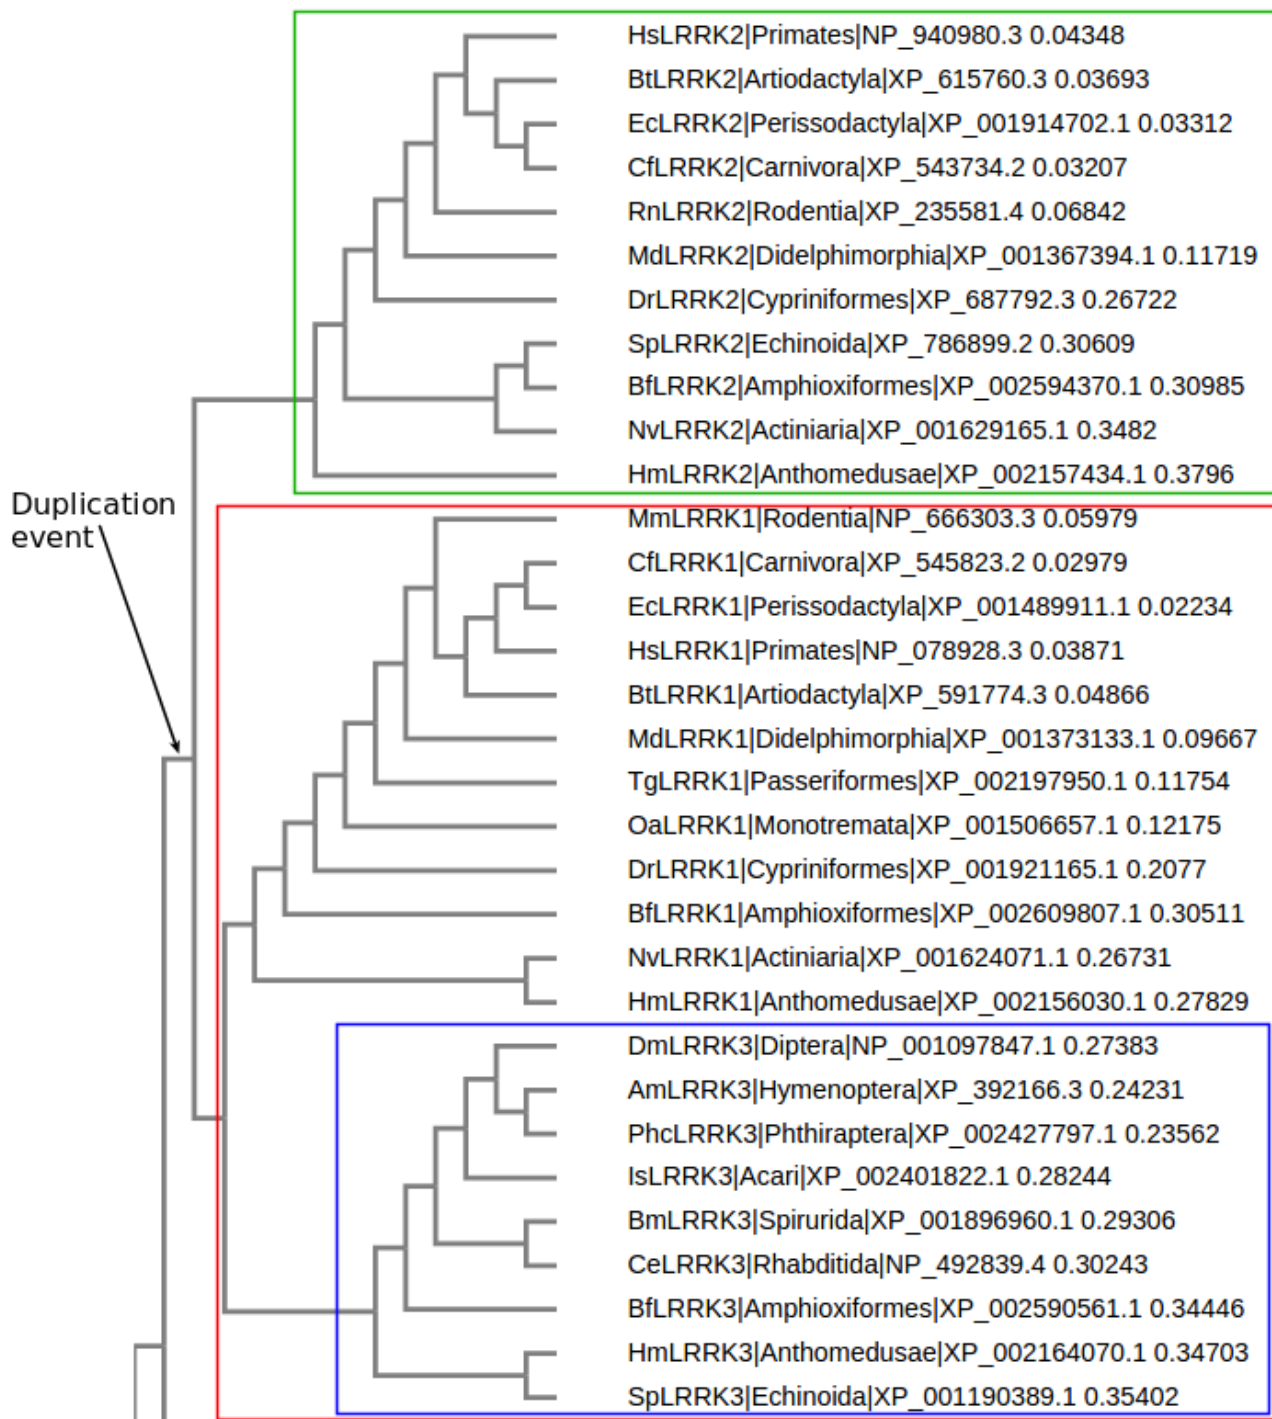 HsLRRK2|Primates|NP_940980.3 0.04348
BtLRRK2|Artiodactyla|XP_615760.3 0.03693
EcLRRK2|Perissodactyla|XP_001914702.1 0.03312
CfLRRK2|Carnivora|XP_543734.2 0.03207
RnLRRK2|Rodentia|XP_235581.4 0.06842
MdLRRK2|Didelphimorphia|XP_001367394.1 0.11719
DrLRRK2|Cypriniformes|XP_687792.3 0.26722
SpLRRK2|Echinoida|XP_786899.2 0.30609
BfLRRK2|Amphioxiformes|XP_002594370.1 0.30985
NvLRRK2|Actiniaria|XP_001629165.1 0.3482
HmLRRK2|Anthomedusae|XP_002157434.1 0.3796
Duplication
event
MmLRRK1|Rodentia|NP_666303.3 0.05979
CfLRRK1|Carnivora|XP_545823.2 0.02979
EcLRRK1|Perissodactyla|XP_001489911.1 0.02234
HsLRRK1|Primates|NP_078928.3 0.03871
BtLRRK1|Artiodactyla|XP_591774.3 0.04866
MdLRRK1|Didelphimorphia|XP_001373133.1 0.09667
TgLRRK1|Passeriformes|XP_002197950.1 0.11754
OaLRRK1|Monotremata|XP_001506657.1 0.12175
DrLRRK1|Cypriniformes|XP_001921165.1 0.2077
BfLRRK1|Amphioxiformes|XP_002609807.1 0.30511
NvLRRK1|Actiniaria|XP_001624071.1 0.26731
HmLRRK1|Anthomedusae|XP_002156030.1 0.27829
DmLRRK3|Diptera|NP_001097847.1 0.27383
AmLRRK3|Hymenoptera|XP_392166.3 0.24231
PhcLRRK3|Phthiraptera|XP_002427797.1 0.23562
IsLRRK3|Acari|XP_002401822.1 0.28244
BmLRRK3|Spirurida|XP_001896960.1 0.29306
CeLRRK3|Rhabditida|NP_492839.4 0.30243
BfLRRK3|Amphioxiformes|XP_002590561.1 0.34446
HmLRRK3|Anthomedusae|XP_002164070.1 0.34703
SpLRRK3|Echinoida|XP_001190389.1 0.35402